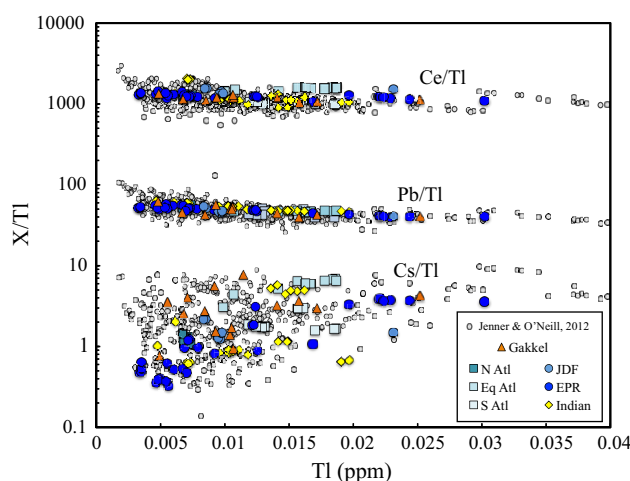 10000
1000
100
10
1
0.1
X/Tl
Ce/Tl
Pb/Tl
Cs/Tl
Jenner & O'Neill, 2012
Gakkel
N Atl JDF
Eq Atl EPR
S Atl Indian
0 0.005 0.01 0.015 0.02 0.025 0.03 0.035 0.04
Tl (ppm)